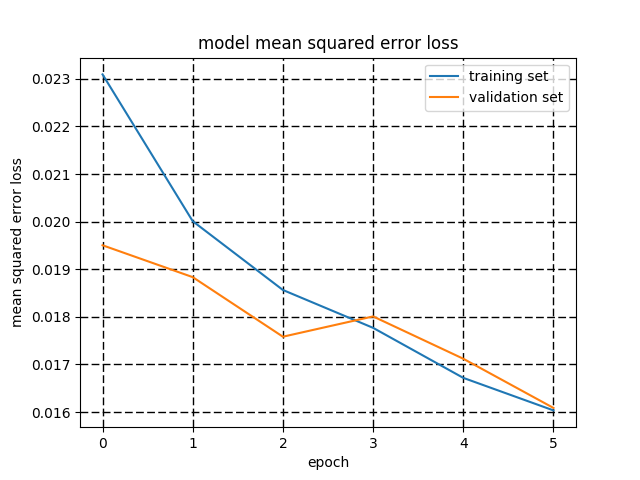 model mean squared error loss
training set
validation set
0.023
0.022
0.021
0.020
0.019
0.018
0.017
0.016
mean squared error loss
0 1 2 3 4 5
epoch